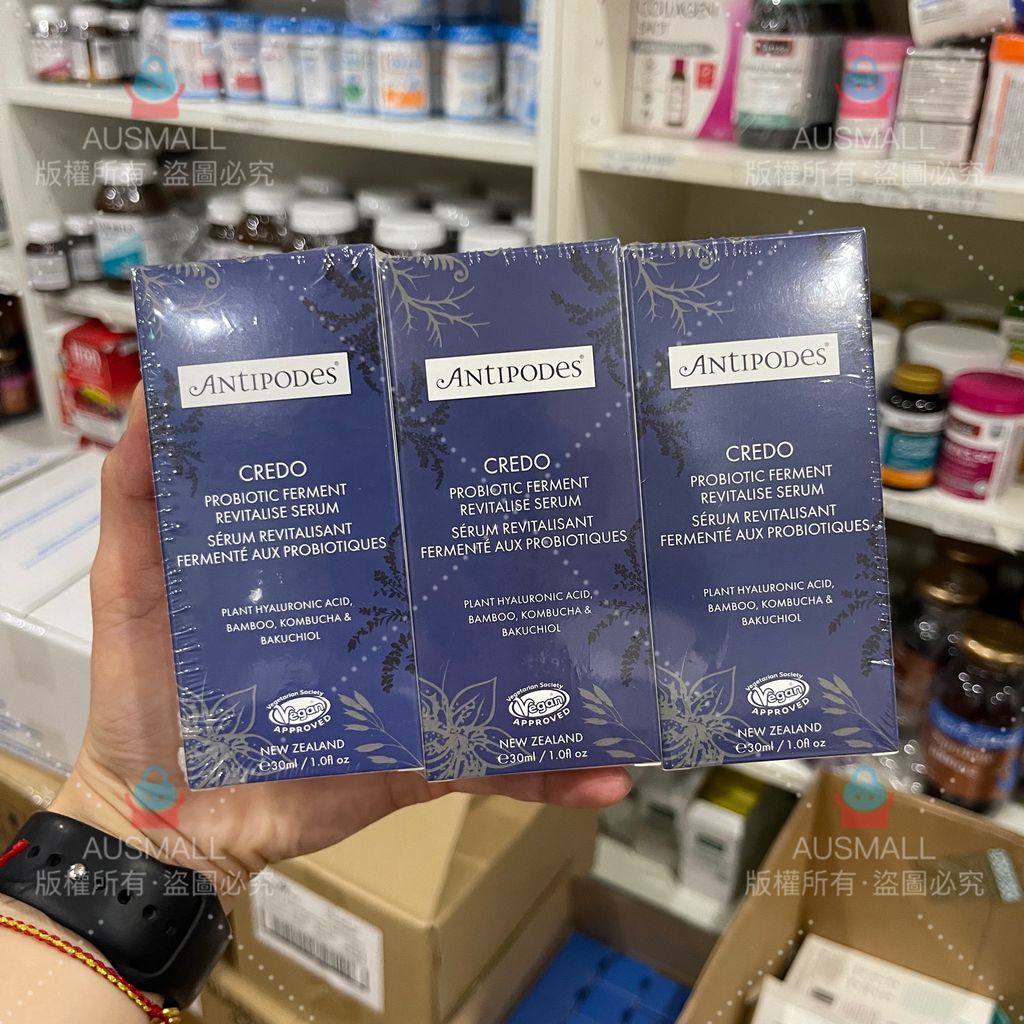 AUSMALL
版權所有·盜圖必究
AUSMALL
版權所有·盜圖必究
ANTIPODES®
CREDO
PROBIOTIC FERMENT
REVITALISE SERUM
SÉRUM REVITALISANT
FERMENTÉ AUX PROBIOTIQUES
PLANT HYALURONIC ACID,
BAMBOO, KOMBUCHA &
BAKUCHIOL
Vegetarian Society
Vegan
APPROVED
NEW ZEALAND
℮30ml / 1.0fl oz
ANTIPODES®
CREDO
PROBIOTIC FERMENT
REVITALISE SERUM
SÉRUM REVITALISANT
FERMENTÉ AUX PROBIOTIQUES
PLANT HYALURONIC ACID,
BAMBOO, KOMBUCHA &
BAKUCHIOL
Vegetarian Society
Vegan
APPROVED
NEW ZEALAND
℮30ml / 1.0fl oz
ANTIPODES®
CREDO
PROBIOTIC FERMENT
REVITALISE SERUM
SÉRUM REVITALISANT
FERMENTÉ AUX PROBIOTIQUES
PLANT HYALURONIC ACID,
BAMBOO, KOMBUCHA &
BAKUCHIOL
Vegetarian Society
Vegan
APPROVED
NEW ZEALAND
℮30ml / 1.0fl oz
AUSMALL
版權所有·盜圖必究
AUSMALL
版權所有·盜圖必究